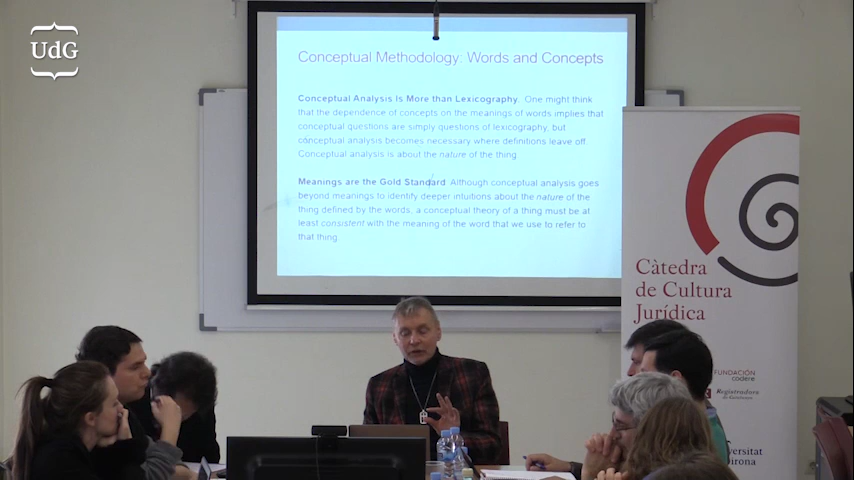 UdG
Conceptual Methodology: Words and Concepts
Conceptual Analysis Is More than Lexicography. One might think
that the dependence of concepts on the meanings of words implies that
conceptual questions are simply questions of lexicography, but
conceptual analysis becomes necessary where definitions leave off.
Conceptual analysis is about the nature of the thing.
Meanings are the Gold Standard Although conceptual analysis goes
beyond meanings to identify deeper intuitions about the nature of the
thing defined by the words, a conceptual theory of a thing must be at
least consistent with the meaning of the word that we use to refer to
that thing.
Càtedra
de Cultura
Jurídica
FUNDACIÓN
codere
Registradores